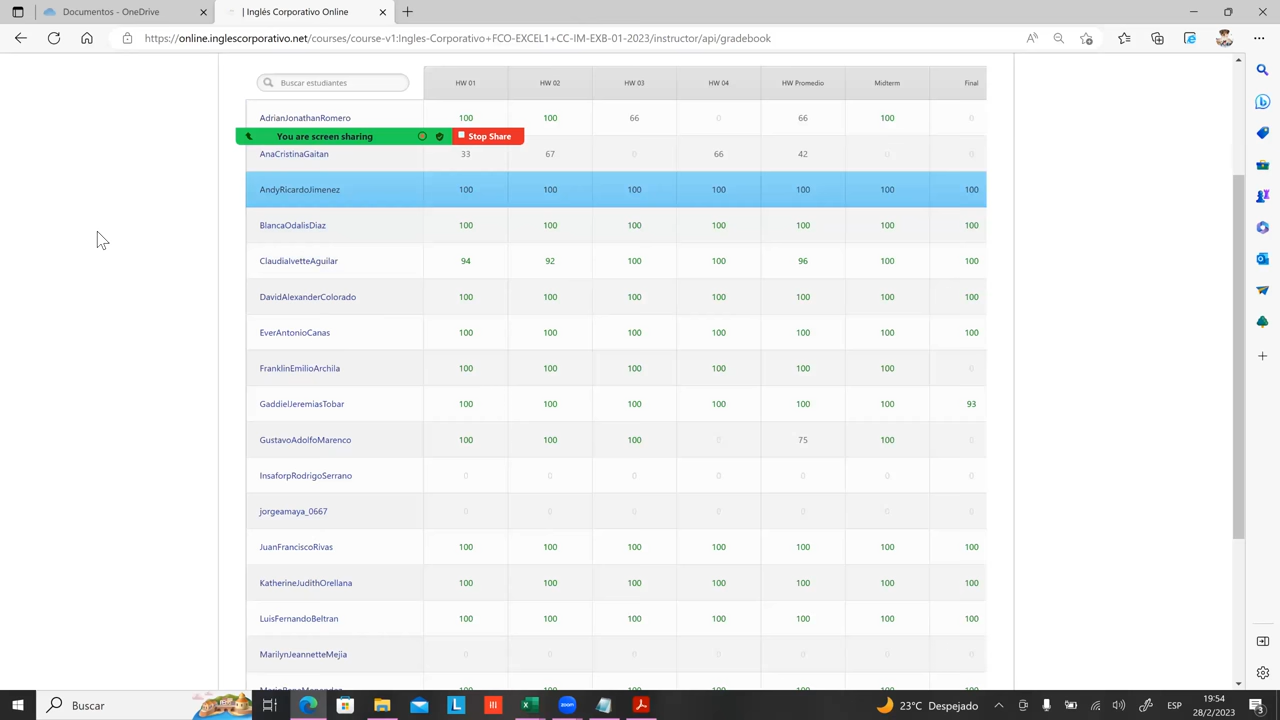 Documentos - OneDrive
| Inglés Corporativo Online
https://online.inglescorporativo.net/courses/course-v1:Ingles-Corporativo+FCO-EXCEL1+CC-IM-EXB-01-2023/instructor/api/gradebook
Buscar estudiantes HW 01 HW 02 HW 03 HW 04 HW Promedio Midterm Final
AdrianJonathanRomero 100 100 66 0 66 100 0
You are screen sharing Stop Share
AnaCristinaGaitan 33 67 0 66 42 0 0
AndyRicardoJimenez 100 100 100 100 100 100 100
BlancaOdalisDiaz 100 100 100 100 100 100 100
ClaudiaIvetteAguilar 94 92 100 100 96 100 100
DavidAlexanderColorado 100 100 100 100 100 100 100
EverAntonioCanas 100 100 100 100 100 100 100
FranklinEmilioArchila 100 100 100 100 100 100 0
GaddielJeremiasTobar 100 100 100 100 100 100 93
GustavoAdolfoMarenco 100 100 100 0 75 100 0
InsaforpRodrigoSerrano 0 0 0 0 0 0 0
jorgeamaya_0667 0 0 0 0 0 0 0
JuanFranciscoRivas 100 100 100 100 100 100 100
KatherineJudithOrellana 100 100 100 100 100 100 100
LuisFernandoBeltran 100 100 100 100 100 100 100
MarilynJeannetteMejia 0 0 0 0 0 0 0
Buscar
23°C Despejado
ESP
19:54
28/2/2023